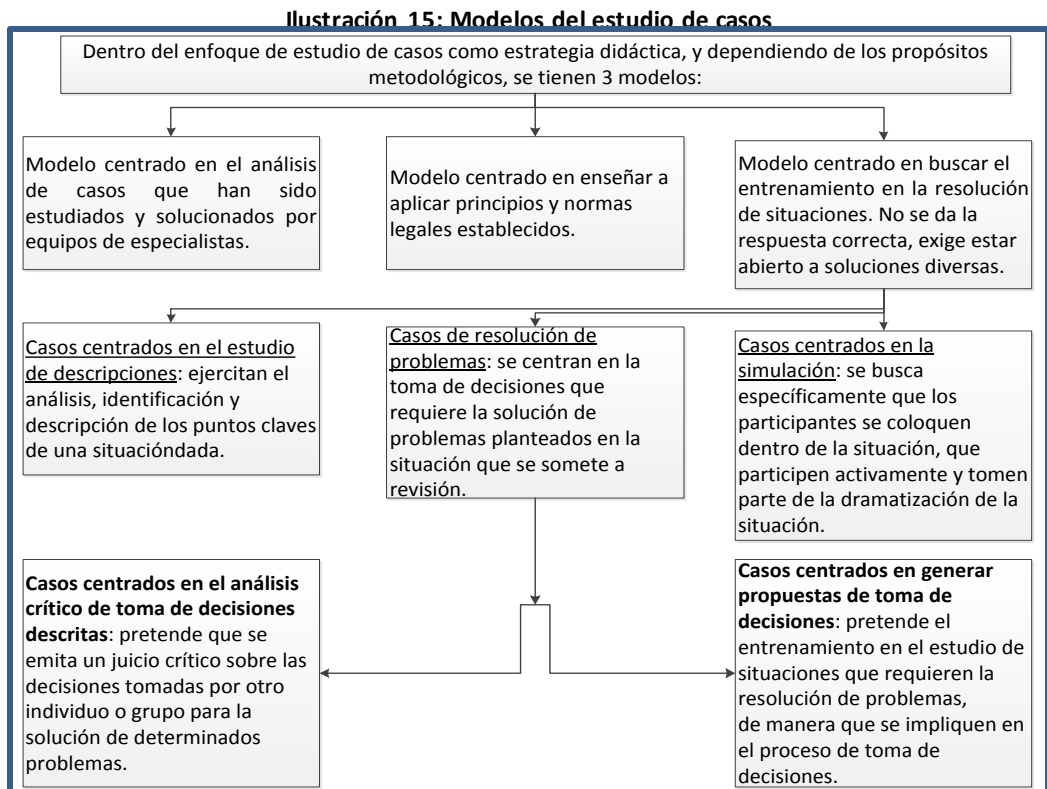 Ilustración 15: Modelos del estudio de casos
Dentro del enfoque de estudio de casos como estrategia didáctica, y dependiendo de los propósitos
metodológicos, se tienen 3 modelos:
Modelo centrado en el análisis
de casos que han sido
estudiados y solucionados por
equipos de especialistas.
Modelo centrado en enseñar a
aplicar principios y normas
legales establecidos.
Modelo centrado en buscar el
entrenamiento en la resolución
de situaciones. No se da la
respuesta correcta, exige estar
abierto a soluciones diversas.
Casos centrados en el estudio
de descripciones: ejercitan el
análisis, identificación y
descripción de los puntos claves
de una situacióndada.
Casos de resolución de
problemas: se centran en la
toma de decisiones que
requiere la solución de
problemas planteados en la
situación que se somete a
revisión.
Casos centrados en la
simulación: se busca
específicamente que los
participantes se coloquen
dentro de la situación, que
participen activamente y tomen
parte de la dramatización de la
situación.
Casos centrados en el análisis
crítico de toma de decisiones
descritas: pretende que se
emita un juicio crítico sobre las
decisiones tomadas por otro
individuo o grupo para la
solución de determinados
problemas.
Casos centrados en generar
propuestas de toma de
decisiones: pretende el
entrenamiento en el estudio de
situaciones que requieren la
resolución de problemas,
de manera que se impliquen en
el proceso de toma de
decisiones.